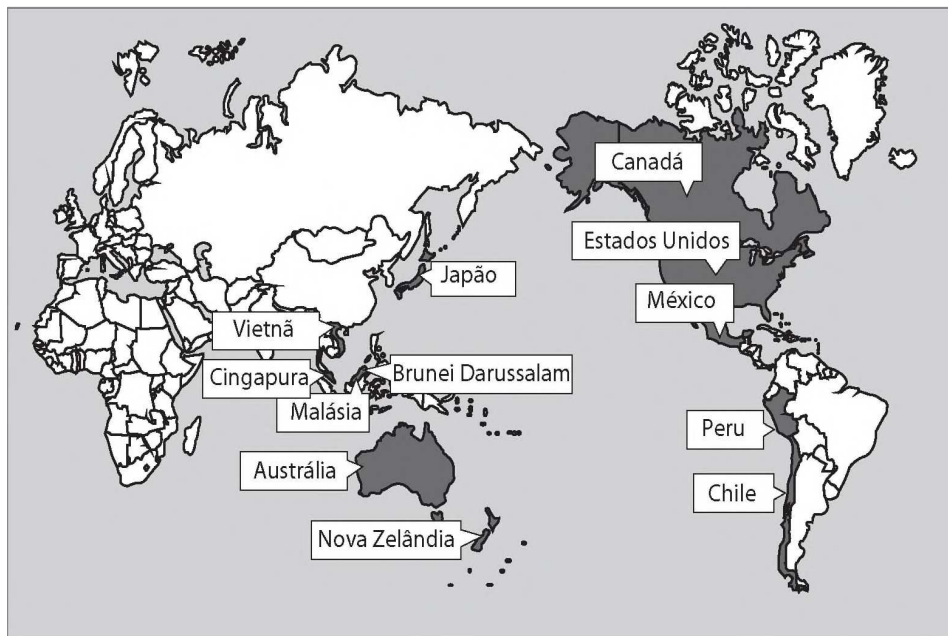 Canadá
Estados Unidos
Japão
México
Vietnã
Cingapura
Brunei Darussalam
Malásia
Peru
Austrália
Chile
Nova Zelândia